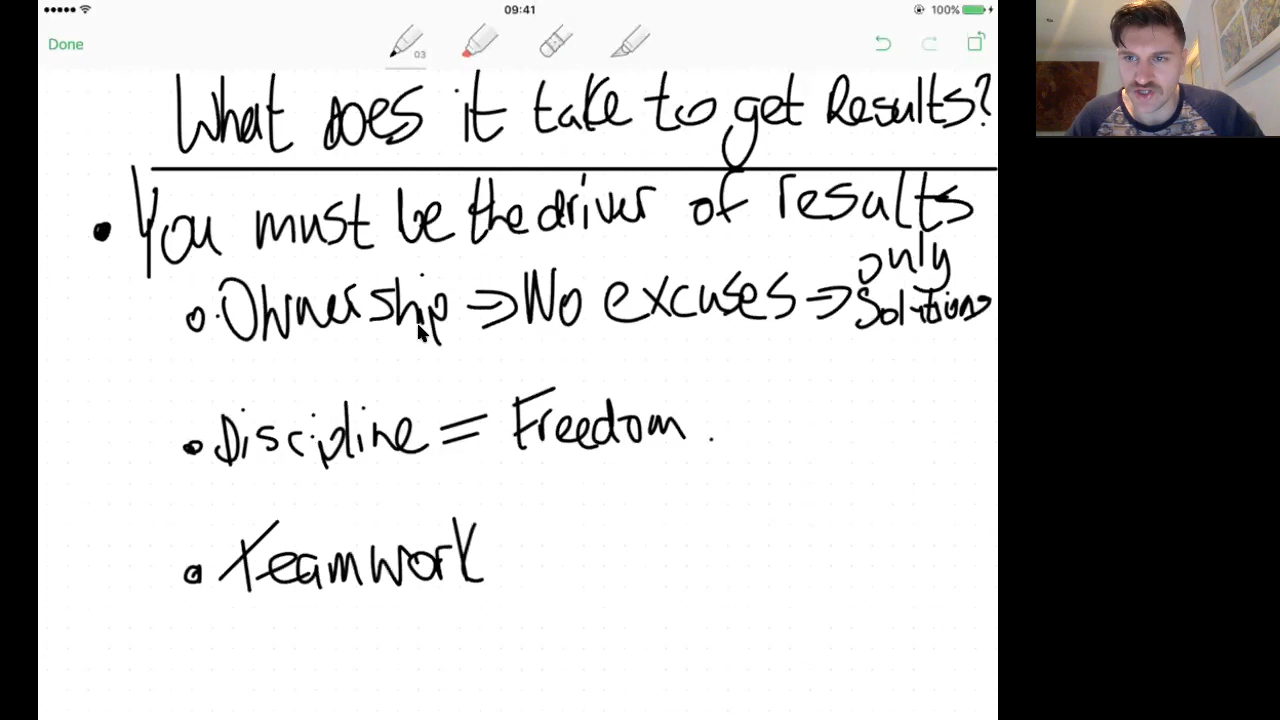 09:41
100%
Done
03
What does it take to get Results?
• You must be the driver of results
Ownership => No excuses => only Solutions
• Discipline = Freedom.
• Teamwork